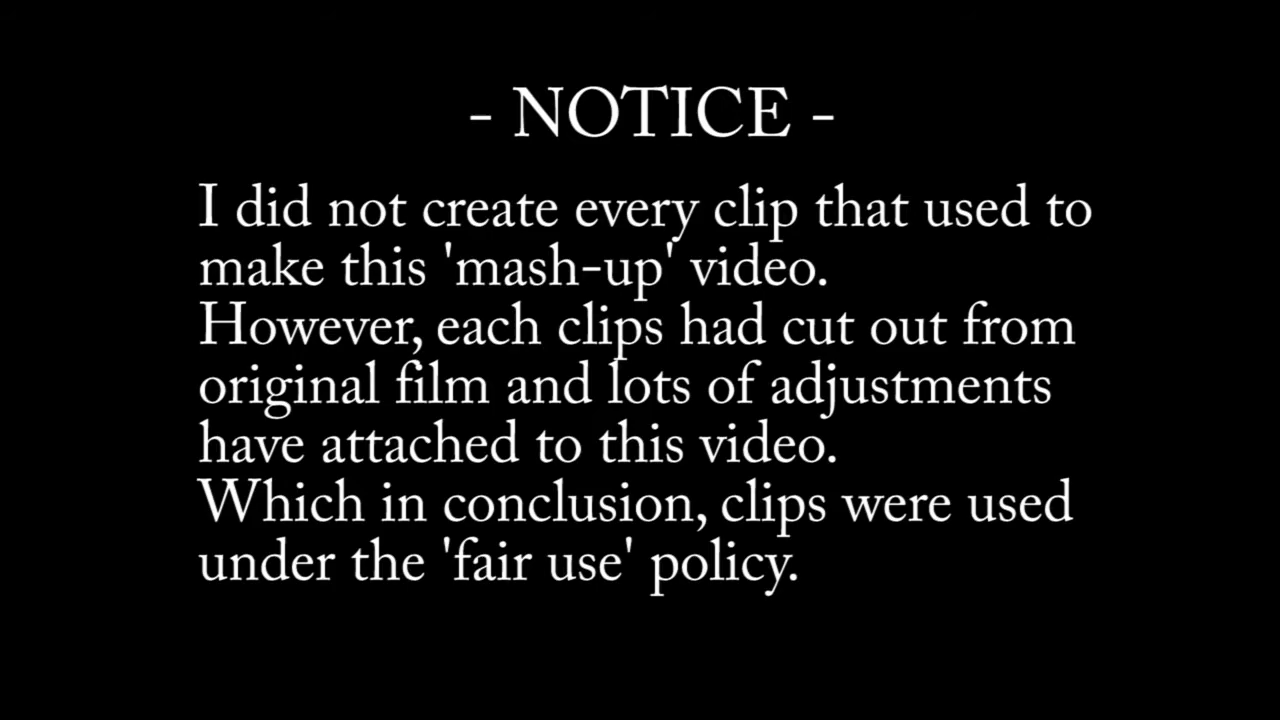 - NOTICE -
I did not create every clip that used to
make this 'mash-up' video.
However, each clips had cut out from
original film and lots of adjustments
have attached to this video.
Which in conclusion, clips were used
under the 'fair use' policy.